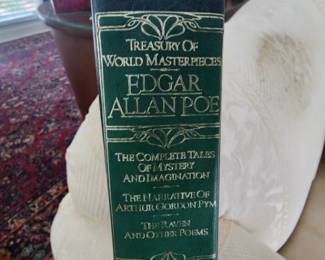 TREASURY OF
WORLD MASTERPIECES
EDGAR
ALLAN POE
THE COMPLETE TALES
OF MYSTERY
AND IMAGINATION
THE NARRATIVE OF
ARTHUR GORDON PYM
THE RAVEN
AND OTHER POEMS